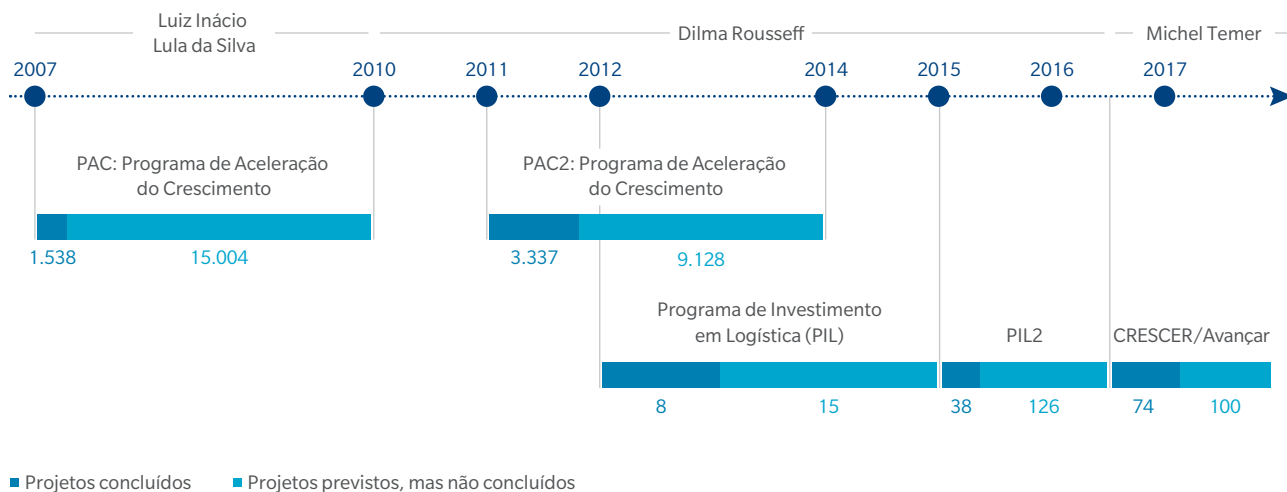 Luiz Inácio
Lula da Silva
Dilma Rousseff
Michel Temer
2007
2010
2011
2012
2014
2015
2016
2017
PAC: Programa de Aceleração
do Crescimento
PAC2: Programa de Aceleração
do Crescimento
1.538
15.004
3.337
9.128
Programa de Investimento
em Logística (PIL)
PIL2
CRESCER/Avançar
8
15
38
126
74
100
Projetos concluídos
Projetos previstos, mas não concluídos